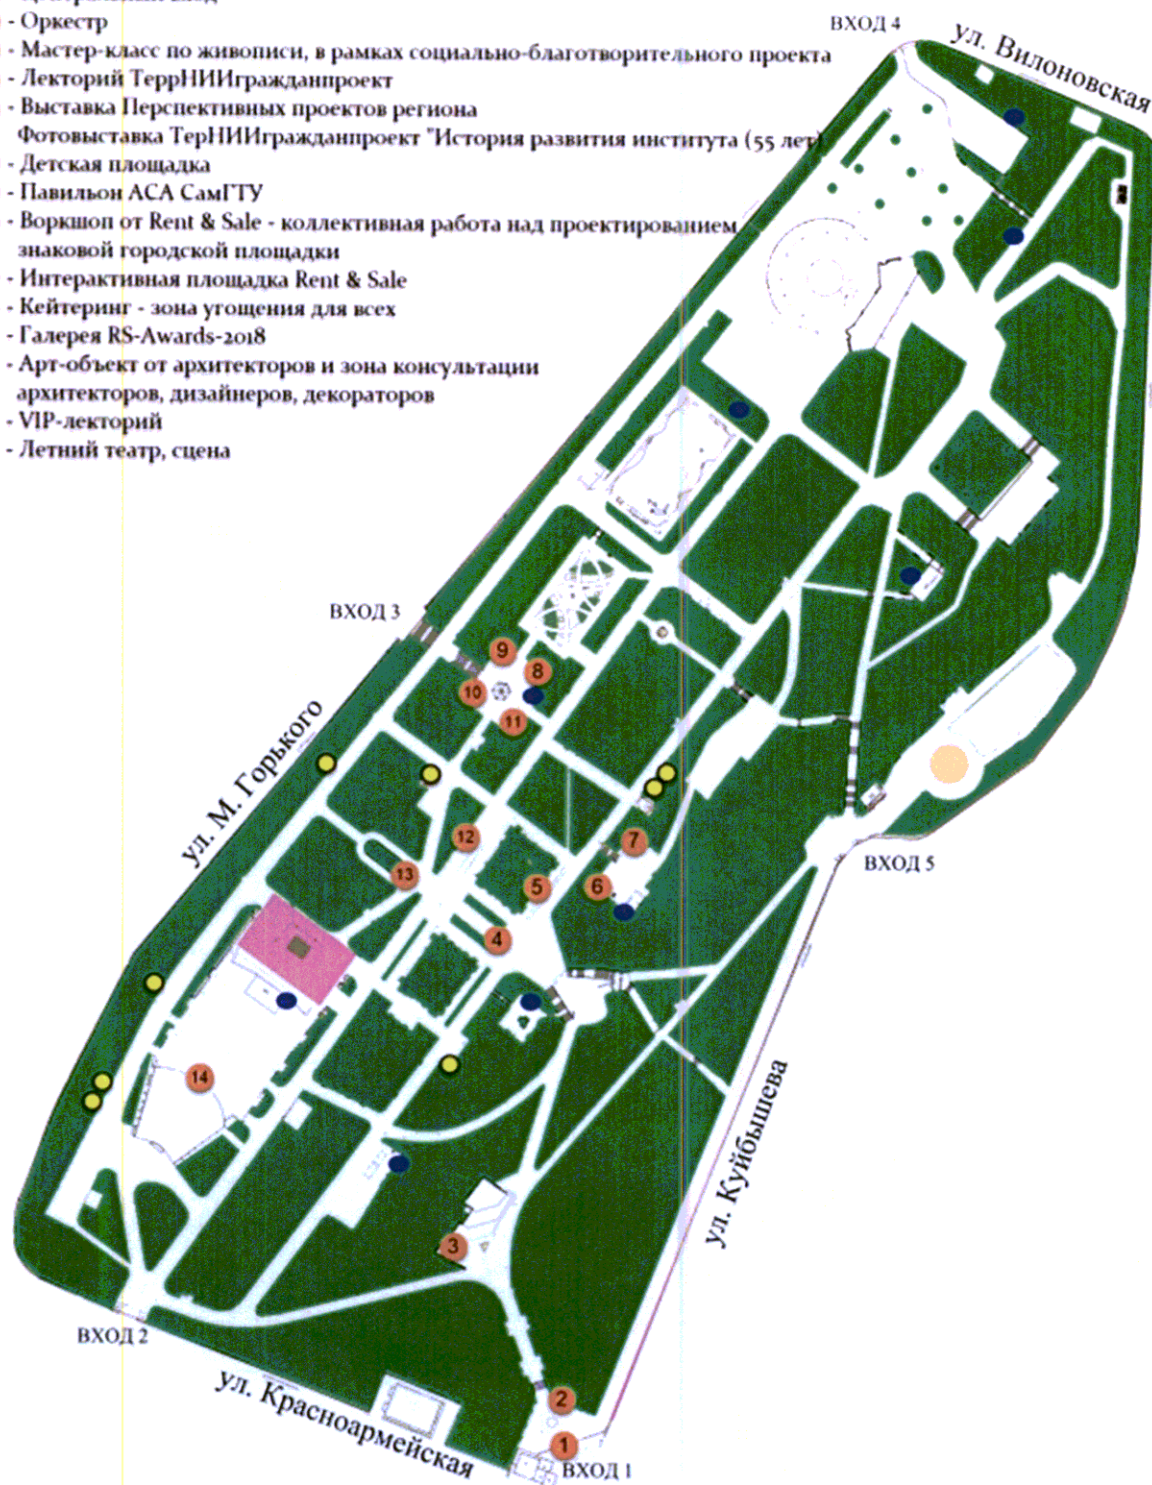 - Оркестр
- Мастер-класс по живописи, в рамках социально-благотворительного проекта
- Лекторий ТеррНИИгражданпроект
- Выставка Перспективных проектов региона
Фотовыставка ТерНИИгражданпроект "История развития института (55 лет)
- Детская площадка
- Павильон АСА СамГТУ
- Воркшоп от Rent & Sale - коллективная работа над проектированием
знаковой городской площадки
- Интерактивная площадка Rent & Sale
- Кейтеринг - зона угощения для всех
- Галерея RS-Awards-2018
- Арт-объект от архитекторов и зона консультации
архитекторов, дизайнеров, декораторов
- VIP-лекторий
- Летний театр, сцена
ВХОД 4
ул. Вилоновская
ВХОД 3
9
8
10
11
ул. М. Горького
12
7
13
5
6
ВХОД 5
4
14
ул. Куйбышева
3
ВХОД 2
ул. Красноармейская
2
1
ВХОД 1